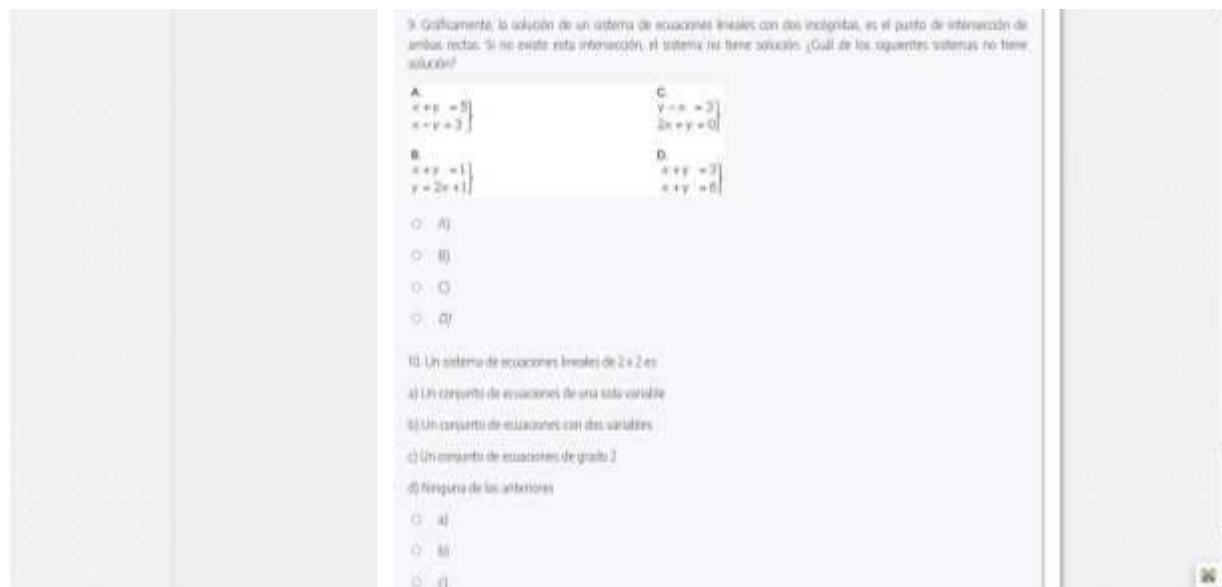 9. Gráficamente, la solución de un sistema de ecuaciones lineales con dos incógnitas, es el punto de intersección de
ambas rectas. Si no existe esta intersección, el sistema no tiene solución. ¿Cuál de los siguientes sistemas no tiene
solución?
A.
x + y = 5
x - y = 3
C.
y - x = 3
2x + y = 0
B.
x + y = 1
y = 2x + 1
D.
x + y = 3
x + y = 6
A)
B)
C)
D)
10. Un sistema de ecuaciones lineales de 2 x 2 es
a) Un conjunto de ecuaciones de una sola variable
b) Un conjunto de ecuaciones con dos variables
c) Un conjunto de ecuaciones de grado 2
d) Ninguna de las anteriores
a)
b)
c)